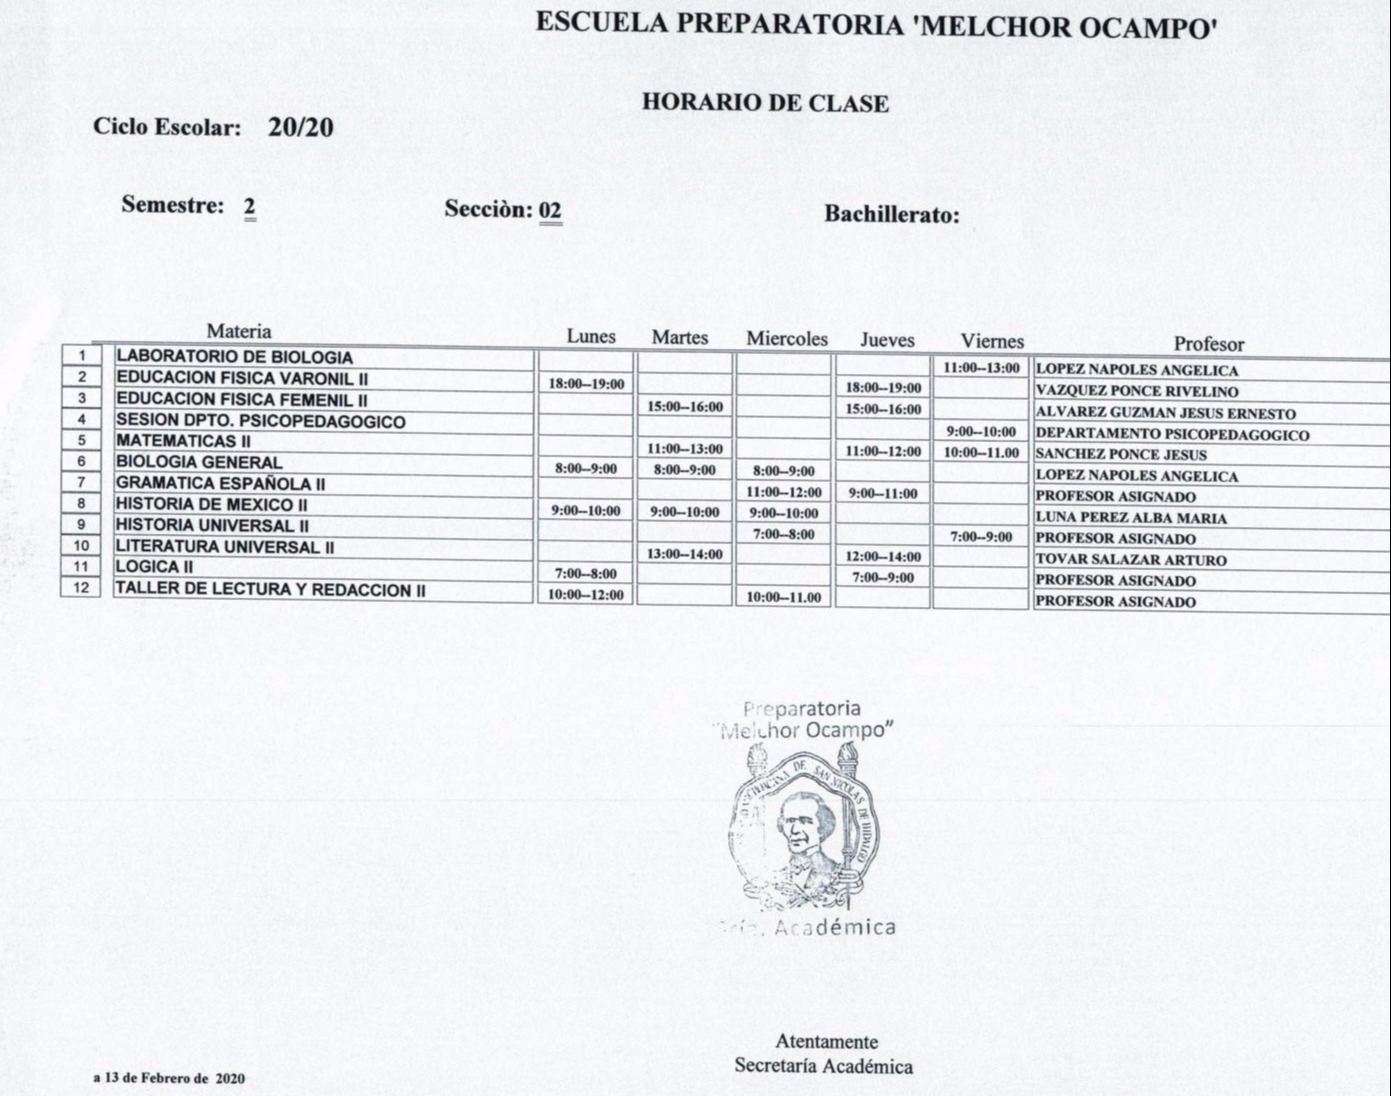 ESCUELA PREPARATORIA 'MELCHOR OCAMPO'
HORARIO DE CLASE
Ciclo Escolar: 20/20
Semestre: 2 Secciòn: 02 Bachillerato:
Materia Lunes Martes Miercoles Jueves Viernes Profesor
1 LABORATORIO DE BIOLOGIA 11:00--13:00 LOPEZ NAPOLES ANGELICA
2 EDUCACION FISICA VARONIL II 18:00--19:00 18:00--19:00 VAZQUEZ PONCE RIVELINO
3 EDUCACION FISICA FEMENIL II 15:00--16:00 15:00--16:00 ALVAREZ GUZMAN JESUS ERNESTO
4 SESION DPTO. PSICOPEDAGOGICO 9:00--10:00 DEPARTAMENTO PSICOPEDAGOGICO
5 MATEMATICAS II 11:00--13:00 11:00--12:00 10:00--11.00 SANCHEZ PONCE JESUS
6 BIOLOGIA GENERAL 8:00--9:00 8:00--9:00 8:00--9:00 LOPEZ NAPOLES ANGELICA
7 GRAMATICA ESPAÑOLA II 11:00--12:00 9:00--11:00 PROFESOR ASIGNADO
8 HISTORIA DE MEXICO II 9:00--10:00 9:00--10:00 9:00--10:00 LUNA PEREZ ALBA MARIA
9 HISTORIA UNIVERSAL II 7:00--8:00 7:00--9:00 PROFESOR ASIGNADO
10 LITERATURA UNIVERSAL II 13:00--14:00 12:00--14:00 TOVAR SALAZAR ARTURO
11 LOGICA II 7:00--8:00 7:00--9:00 PROFESOR ASIGNADO
12 TALLER DE LECTURA Y REDACCION II 10:00--12:00 10:00--11.00 PROFESOR ASIGNADO
Preparatoria
"Melchor Ocampo"
DE SAN NICOLAS DE HIDALGO
Académica
Atentamente
Secretaría Académica
a 13 de Febrero de 2020